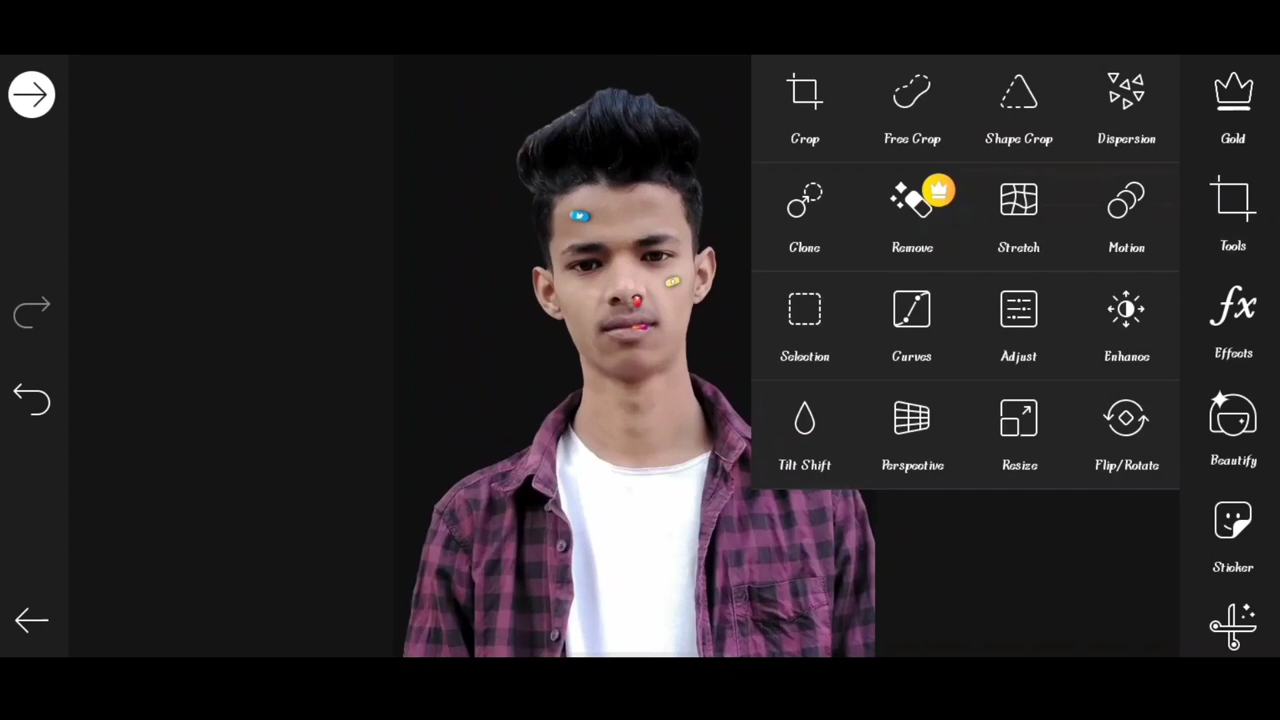 Crop Free Crop Shape Crop Dispersion Gold
Clone Remove Stretch Motion Tools
Selection Curves Adjust Enhance Effects
Tilt Shift Perspective Resize Flip/Rotate Beautify
Sticker